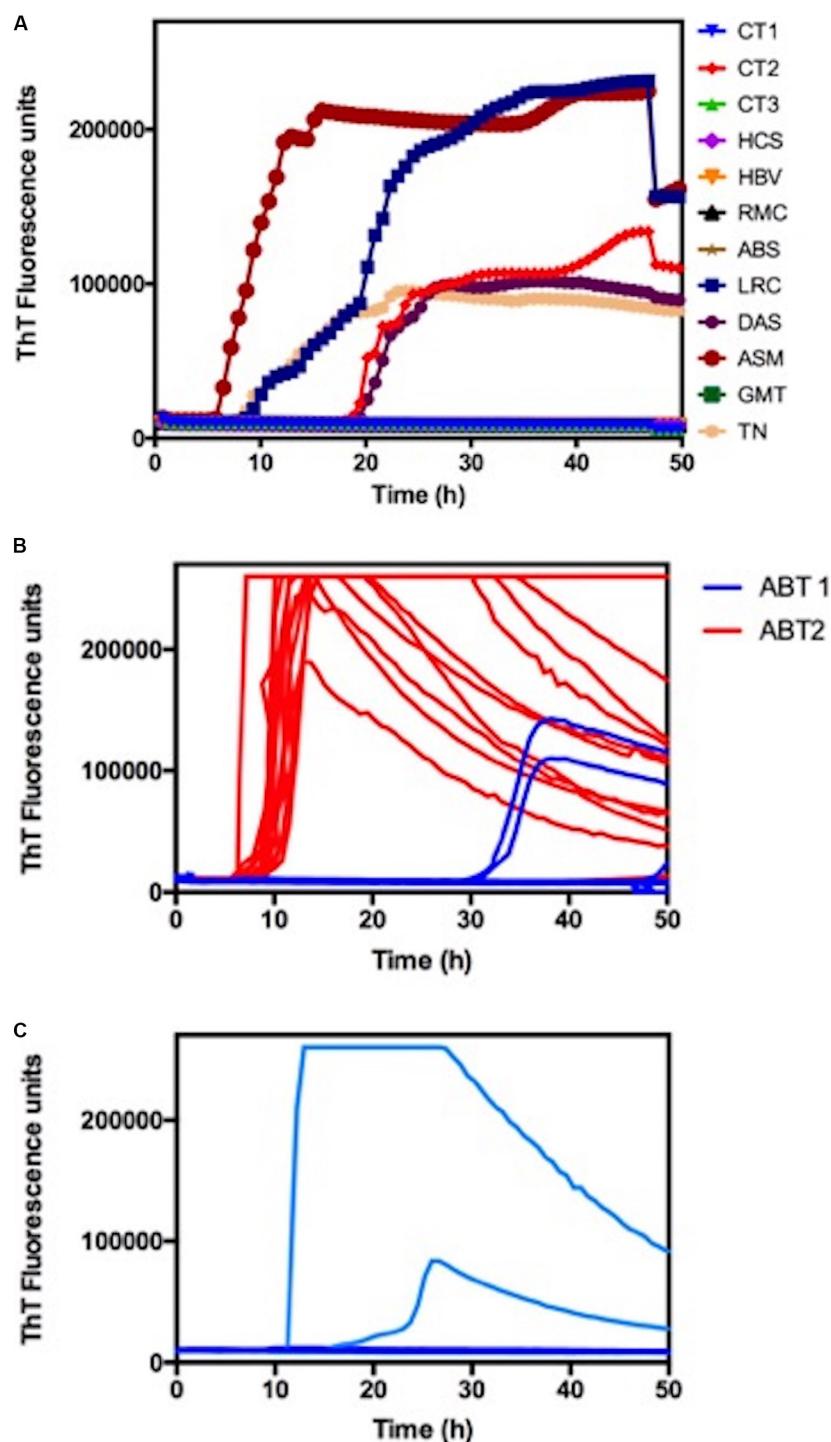 A
ThT Fluorescence units
200000
100000
0
0 10 20 30 40 50
Time (h)
CT1
CT2
CT3
HCS
HBV
RMC
ABS
LRC
DAS
ASM
GMT
TN
B
ThT Fluorescence units
200000
100000
0
0 10 20 30 40 50
Time (h)
ABT 1
ABT2
C
ThT Fluorescence units
200000
100000
0
0 10 20 30 40 50
Time (h)